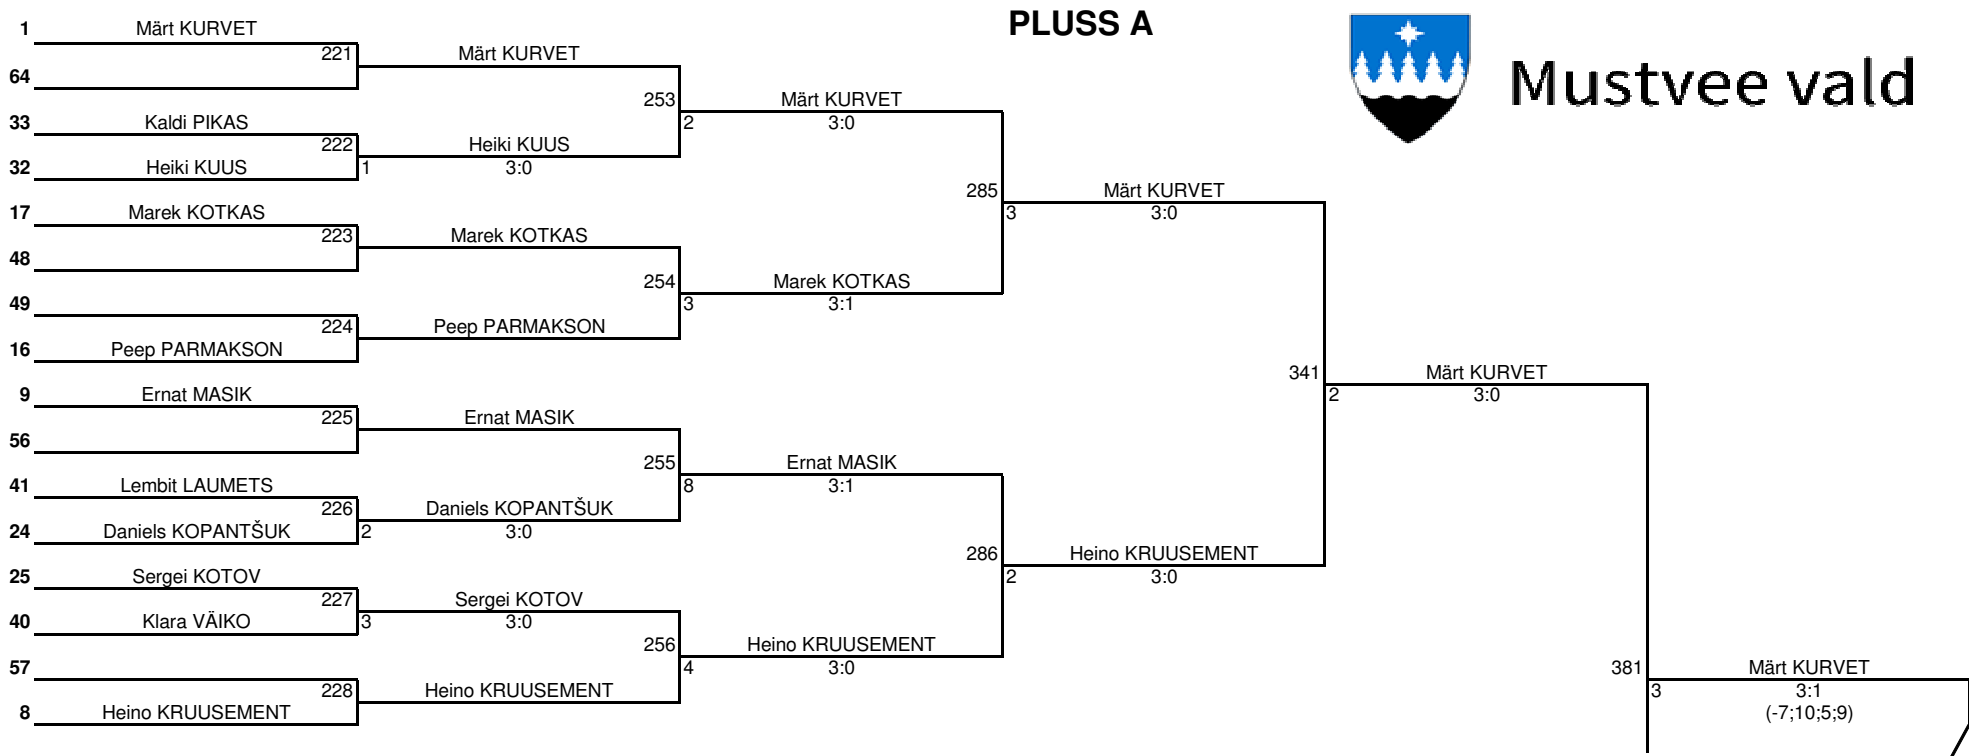 PLUSS A
Mustvee vald
1 Märt KURVET
221 Märt KURVET
64
253 Märt KURVET
33 Kaldi PIKAS
2 3:0
222 Heiki KUUS
32 Heiki KUUS 1 3:0
285 Märt KURVET
17 Marek KOTKAS
3 3:0
223 Marek KOTKAS
48
254 Marek KOTKAS
49
3 3:1
224 Peep PARMAKSON
16 Peep PARMAKSON
341 Märt KURVET
9 Ernat MASIK
2 3:0
225 Ernat MASIK
56
255 Ernat MASIK
41 Lembit LAUMETS
8 3:1
226 Daniels KOPANTŠUK
24 Daniels KOPANTŠUK 2 3:0
286 Heino KRUUSEMENT
25 Sergei KOTOV
2 3:0
227 Sergei KOTOV
40 Klara VÄIKO 3 3:0
256 Heino KRUUSEMENT
57
4 3:0
381 Märt KURVET
228 Heino KRUUSEMENT
3 3:1
8 Heino KRUUSEMENT
(-7;10;5;9)